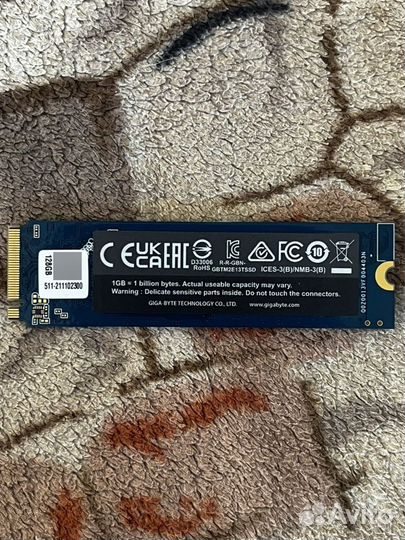 128GB
511-211102300
CE UK CA EAC
D33006
RoHS
R-R-GBN-
GBTM2E13TSSD
ICES-3(B)/NMB-3(B)
10
1GB = 1 billion bytes. Actual useable capacity may vary.
Warning : Delicate sensitive parts inside. Do not touch the connectors.
GIGA-BYTE TECHNOLOGY CO., LTD.
www.gigabyte.com
Avito